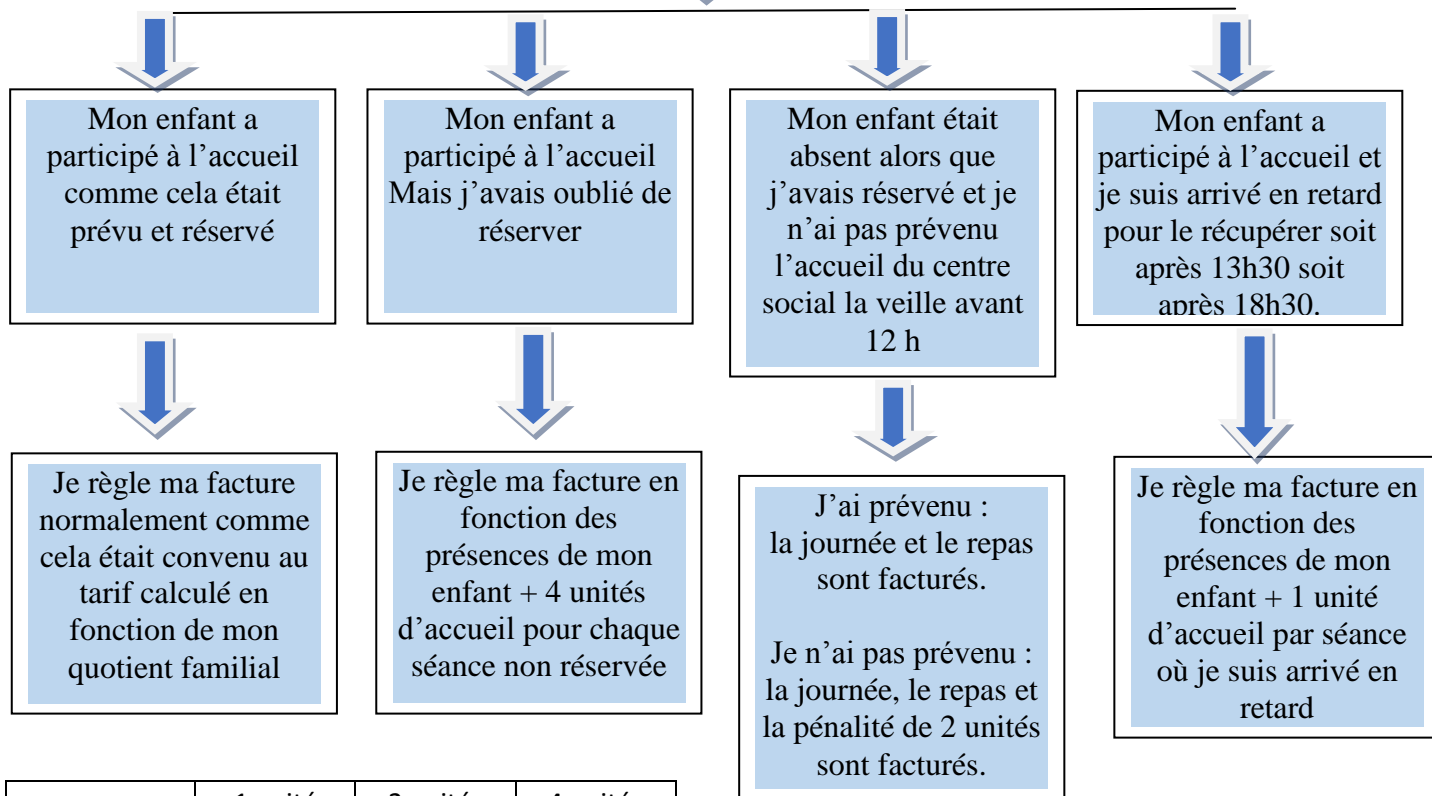 Mon enfant a
participé à l’accueil
comme cela était
prévu et réservé
Mon enfant a
participé à l’accueil
Mais j’avais oublié de
réserver
Mon enfant était
absent alors que
j’avais réservé et je
n’ai pas prévenu
l’accueil du centre
social la veille avant
12 h
Mon enfant a
participé à l’accueil et
je suis arrivé en retard
pour le récupérer soit
après 13h30 soit
après 18h30.
Je règle ma facture
normalement comme
cela était convenu au
tarif calculé en
fonction de mon
quotient familial
Je règle ma facture en
fonction des
présences de mon
enfant + 4 unités
d’accueil pour chaque
séance non réservée
J’ai prévenu :
la journée et le repas
sont facturés.
Je n’ai pas prévenu :
la journée, le repas et
la pénalité de 2 unités
sont facturés.
Je règle ma facture en
fonction des
présences de mon
enfant + 1 unité
d’accueil par séance
où je suis arrivé en
retard